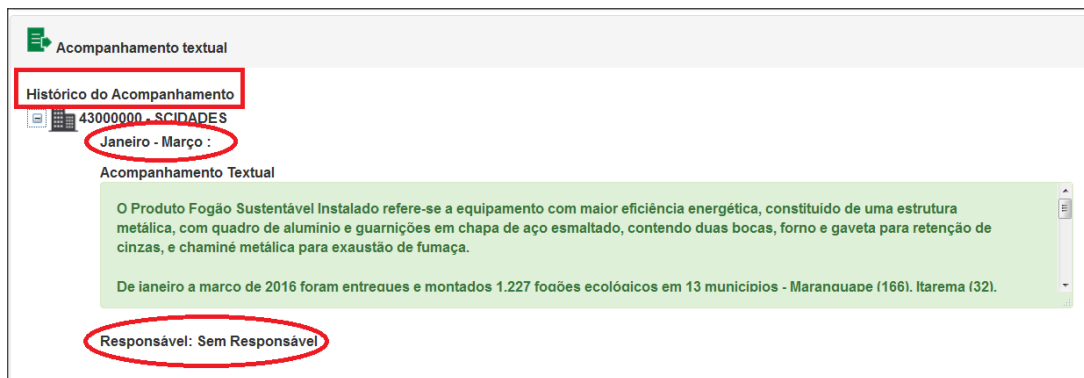 Acompanhamento textual
Histórico do Acompanhamento
43000000 - SCIDADES
Janeiro - Março :
Acompanhamento Textual
O Produto Fogão Sustentável Instalado refere-se a equipamento com maior eficiência energética, constituído de uma estrutura
metálica, com quadro de alumínio e guarnições em chapa de aço esmaltado, contendo duas bocas, forno e gaveta para retenção de
cinzas, e chaminé metálica para exaustão de fumaça.
De janeiro a março de 2016 foram entregues e montados 1.227 fogões ecológicos em 13 municípios - Maranguape (166), Itarema (32),
Responsável: Sem Responsável